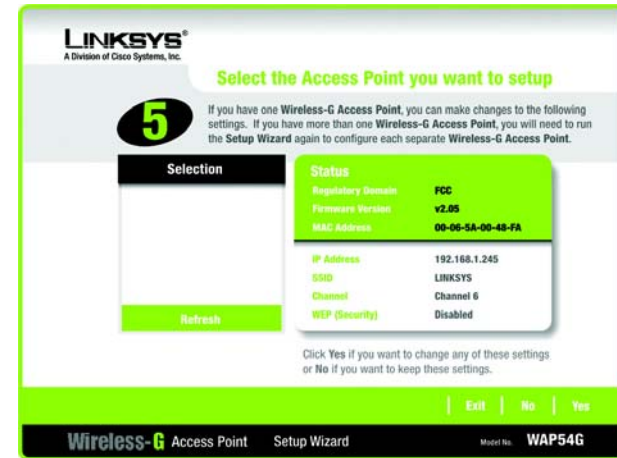 LINKSYS®
A Division of Cisco Systems, Inc.
Select the Access Point you want to setup
5
If you have one Wireless-G Access Point, you can make changes to the following
settings. If you have more than one Wireless-G Access Point, you will need to run
the Setup Wizard again to configure each separate Wireless-G Access Point.
Selection
Refresh
Status
Regulatory Domain FCC
Firmware Version v2.05
MAC Address 00-06-5A-00-48-FA
IP Address 192.168.1.245
SSID LINKSYS
Channel Channel 6
WEP (Security) Disabled
Click Yes if you want to change any of these settings
or No if you want to keep these settings.
Exit No Yes
Wireless-G Access Point Setup Wizard Model No. WAP54G